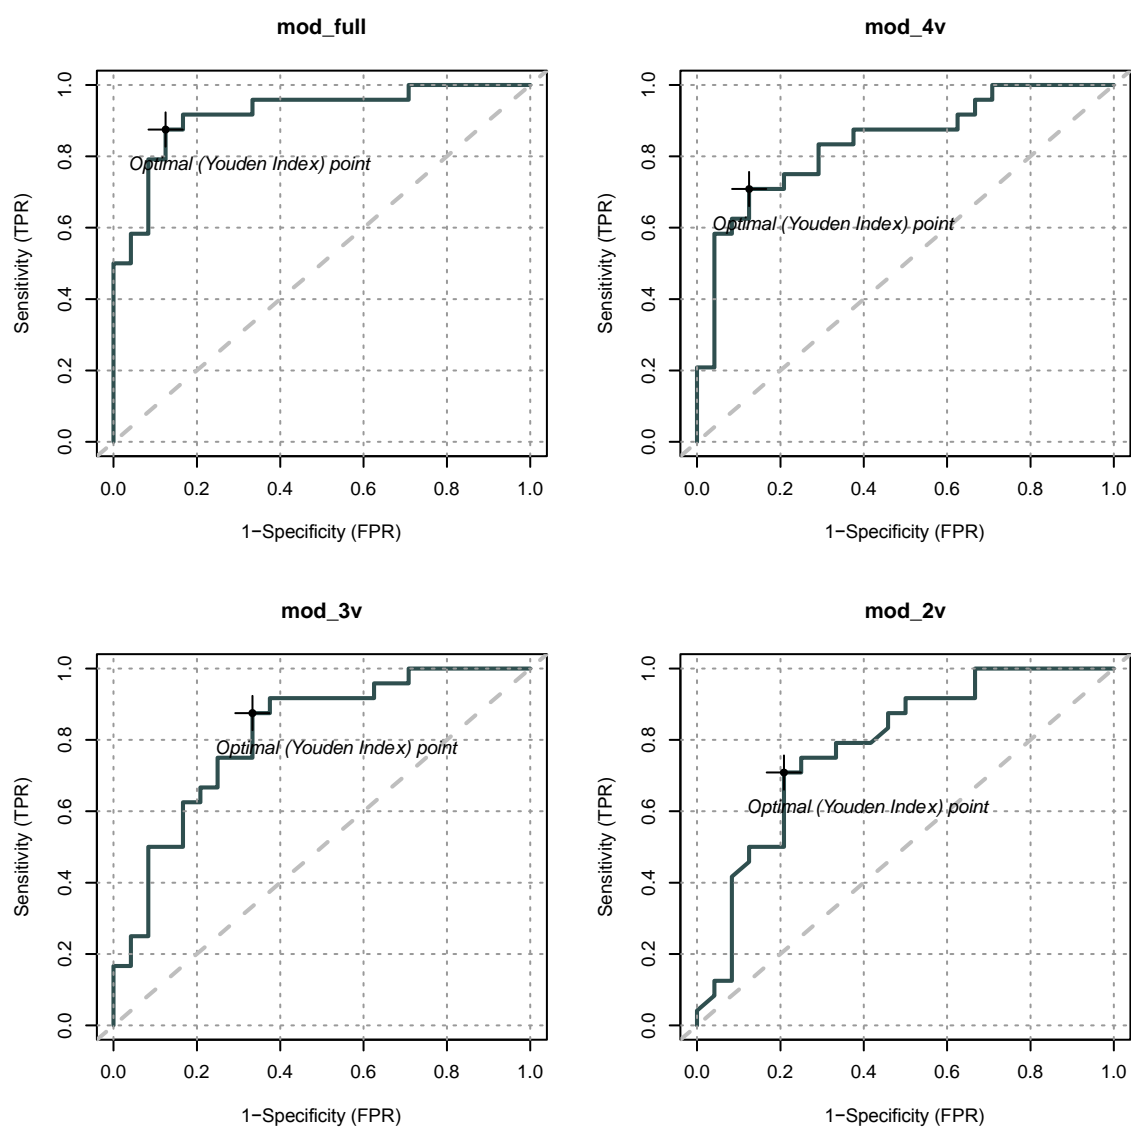 mod_full
1.0
0.8
0.6
0.4
0.2
0.0
Sensitivity (TPR)
Optimal (Youden Index) point
0.0 0.2 0.4 0.6 0.8 1.0
1−Specificity (FPR)
mod_4v
1.0
0.8
0.6
0.4
0.2
0.0
Sensitivity (TPR)
Optimal (Youden Index) point
0.0 0.2 0.4 0.6 0.8 1.0
1−Specificity (FPR)
mod_3v
1.0
0.8
0.6
0.4
0.2
0.0
Sensitivity (TPR)
Optimal (Youden Index) point
0.0 0.2 0.4 0.6 0.8 1.0
1−Specificity (FPR)
mod_2v
1.0
0.8
0.6
0.4
0.2
0.0
Sensitivity (TPR)
Optimal (Youden Index) point
0.0 0.2 0.4 0.6 0.8 1.0
1−Specificity (FPR)